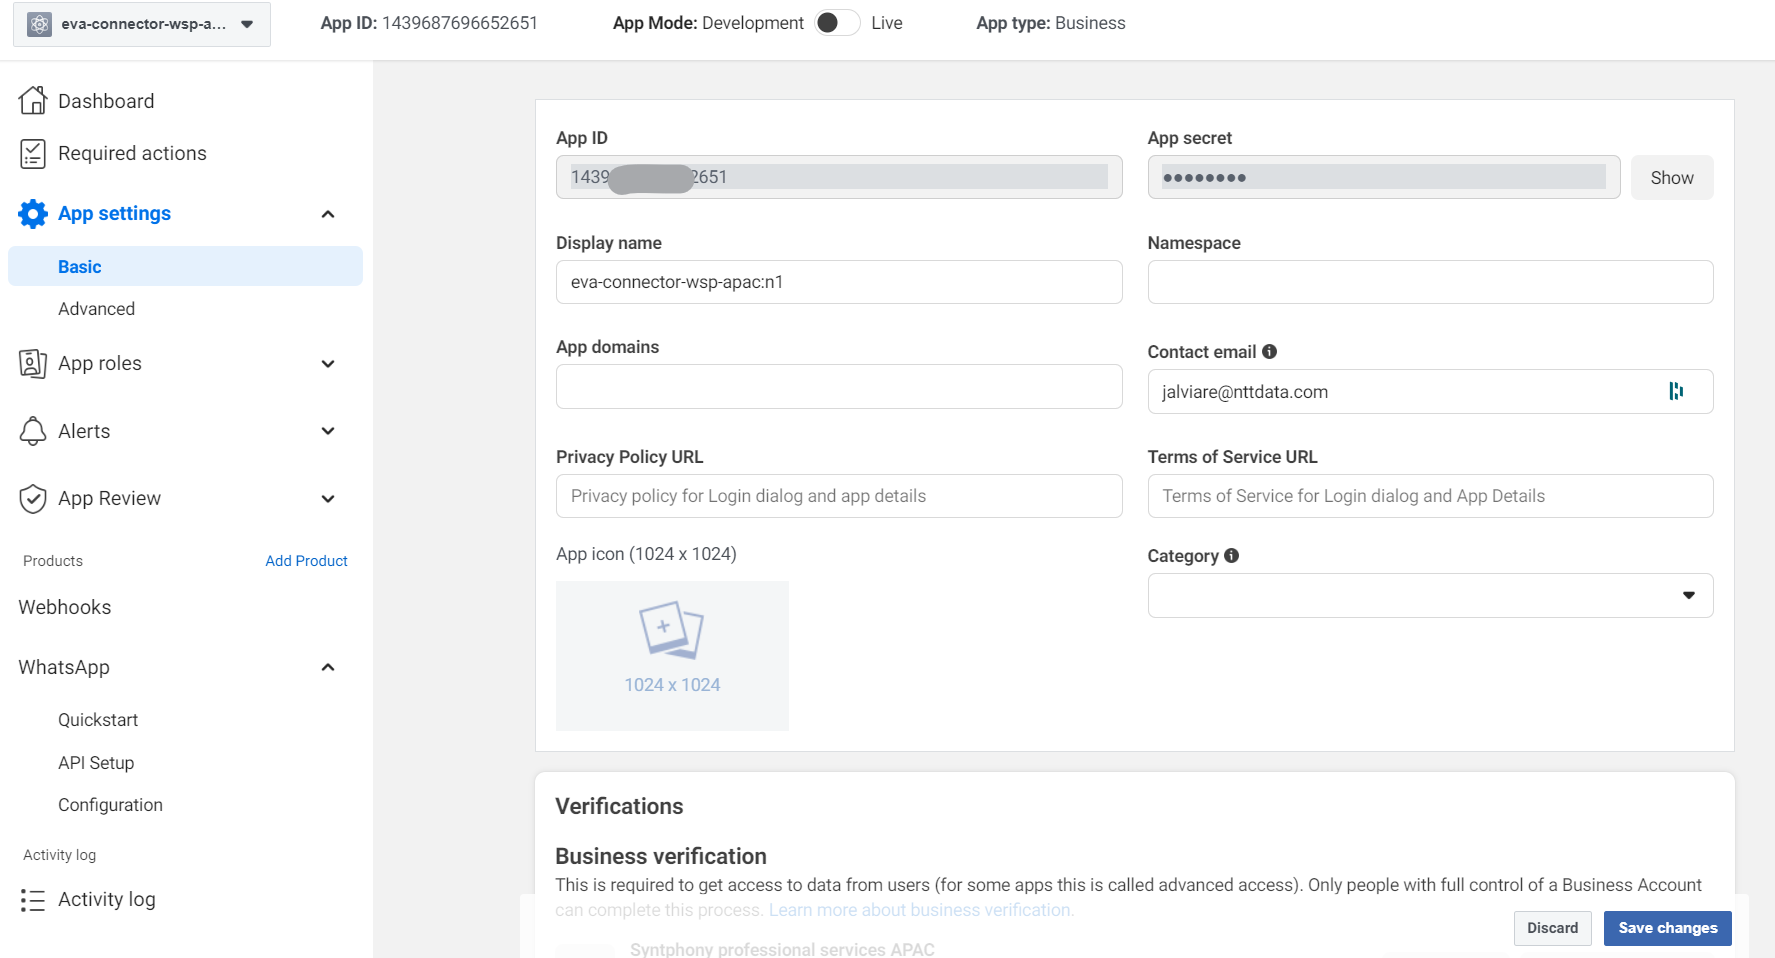 eva-connector-wsp-a...
App ID: 1439687696652651
App Mode: Development
Live
App type: Business
Dashboard
Required actions
App settings
Basic
Advanced
App roles
Alerts
App Review
Products
Add Product
Webhooks
WhatsApp
Quickstart
API Setup
Configuration
Activity log
Activity log
App ID
1439 2651
App secret
••••••••
Show
Display name
eva-connector-wsp-apac:n1
Namespace
App domains
Contact email
jalviare@nttdata.com
Privacy Policy URL
Privacy policy for Login dialog and app details
Terms of Service URL
Terms of Service for Login dialog and App Details
App icon (1024 x 1024)
1024 x 1024
Category
Verifications
Business verification
This is required to get access to data from users (for some apps this is called advanced access). Only people with full control of a Business Account
can complete this process. Learn more about business verification.
Syntphony professional services APAC
Discard
Save changes